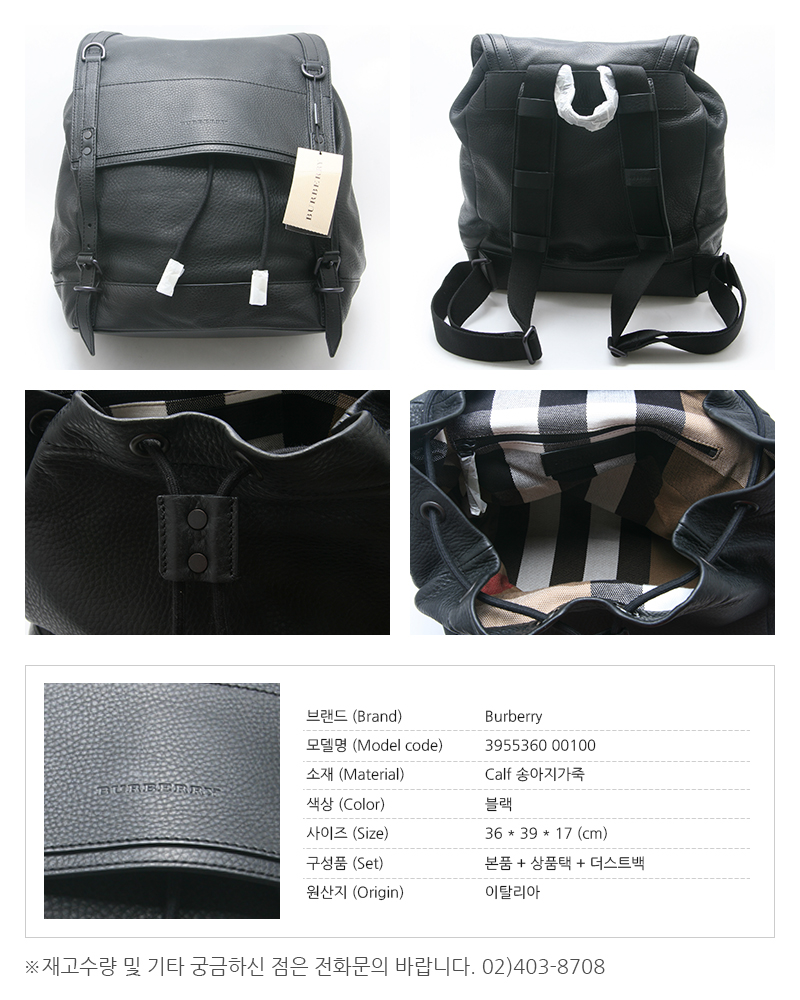 BURBERRY
BURBERRY
BURBERRY
브랜드 (Brand) Burberry
모델명 (Model code) 3955360 00100
소재 (Material) Calf 송아지가죽
색상 (Color) 블랙
사이즈 (Size) 36 * 39 * 17 (cm)
구성품 (Set) 본품 + 상품택 + 더스트백
원산지 (Origin) 이탈리아
※재고수량 및 기타 궁금하신 점은 전화문의 바랍니다. 02)403-8708